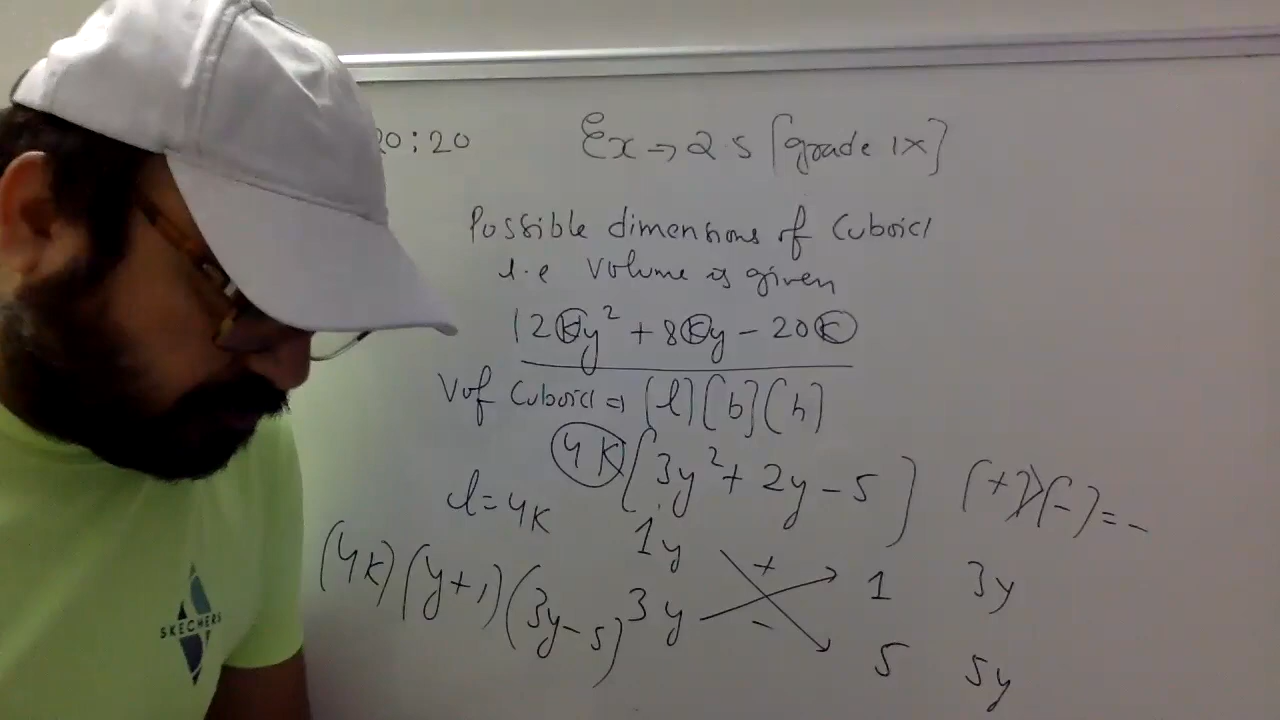 20:20
Ex → 2.5 [grade IX]
Possible dimensions of Cuboid
i.e Volume is given
12ky² + 8ky - 20k
V of Cuboid ⇒ (l)(b)(h)
4K(3y² + 2y - 5) (+)(-) = -
l = 4K
1y + 1 3y
(4K)(y+1)(3y-5) 3y - 5 5y
SKECHERS